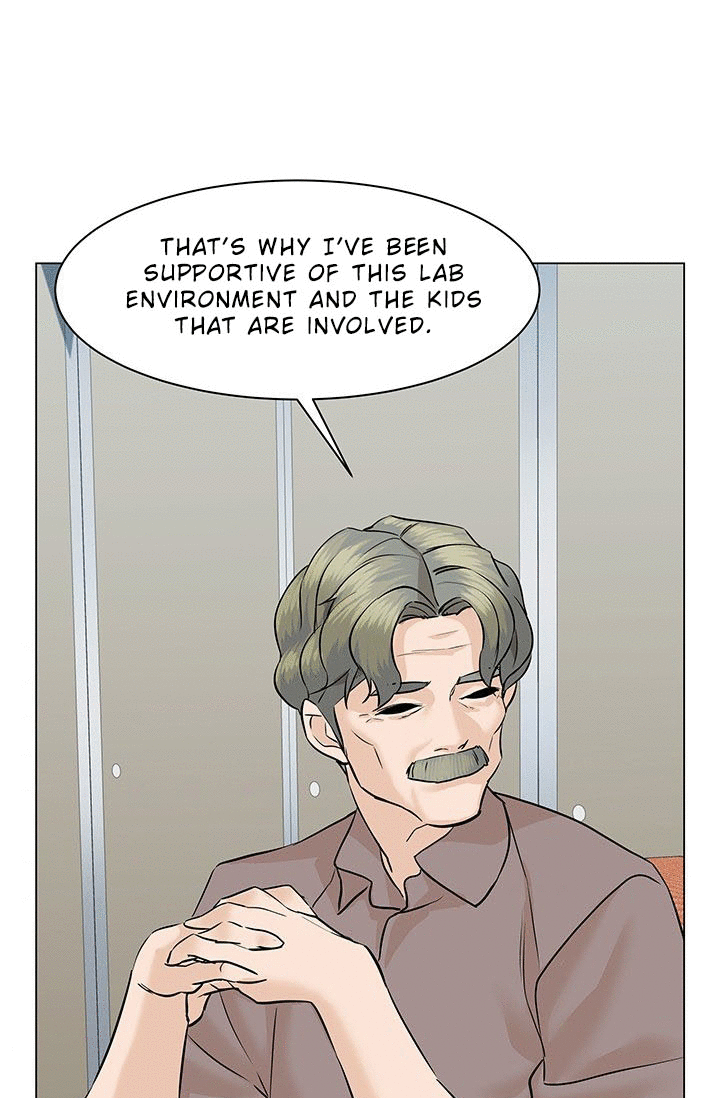 THAT'S WHY I'VE BEEN
SUPPORTIVE OF THIS LAB
ENVIRONMENT AND THE KIDS
THAT ARE INVOLVED.